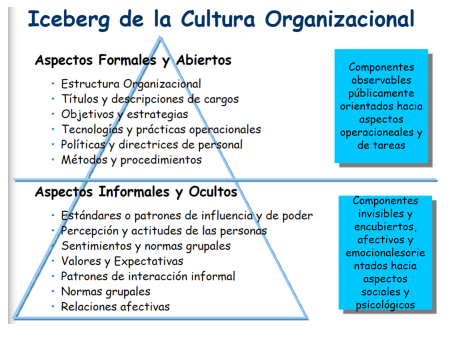 Iceberg de la Cultura Organizacional
Aspectos Formales y Abiertos
• Estructura Organizacional
• Títulos y descripciones de cargos
• Objetivos y estrategias
• Tecnologías y prácticas operacionales
• Políticas y directrices de personal
• Métodos y procedimientos
Componentes
observables
públicamente
orientados hacia
aspectos
operacioneales y
de tareas
Aspectos Informales y Ocultos
• Estándares o patrones de influencia y de poder
• Percepción y actitudes de las personas
• Sentimientos y normas grupales
• Valores y Expectativas
• Patrones de interacción informal
• Normas grupales
• Relaciones afectivas
Componentes
invisibles y
encubiertos,
afectivos y
emocionalesorie
ntados hacia
aspectos
sociales y
psicológicos